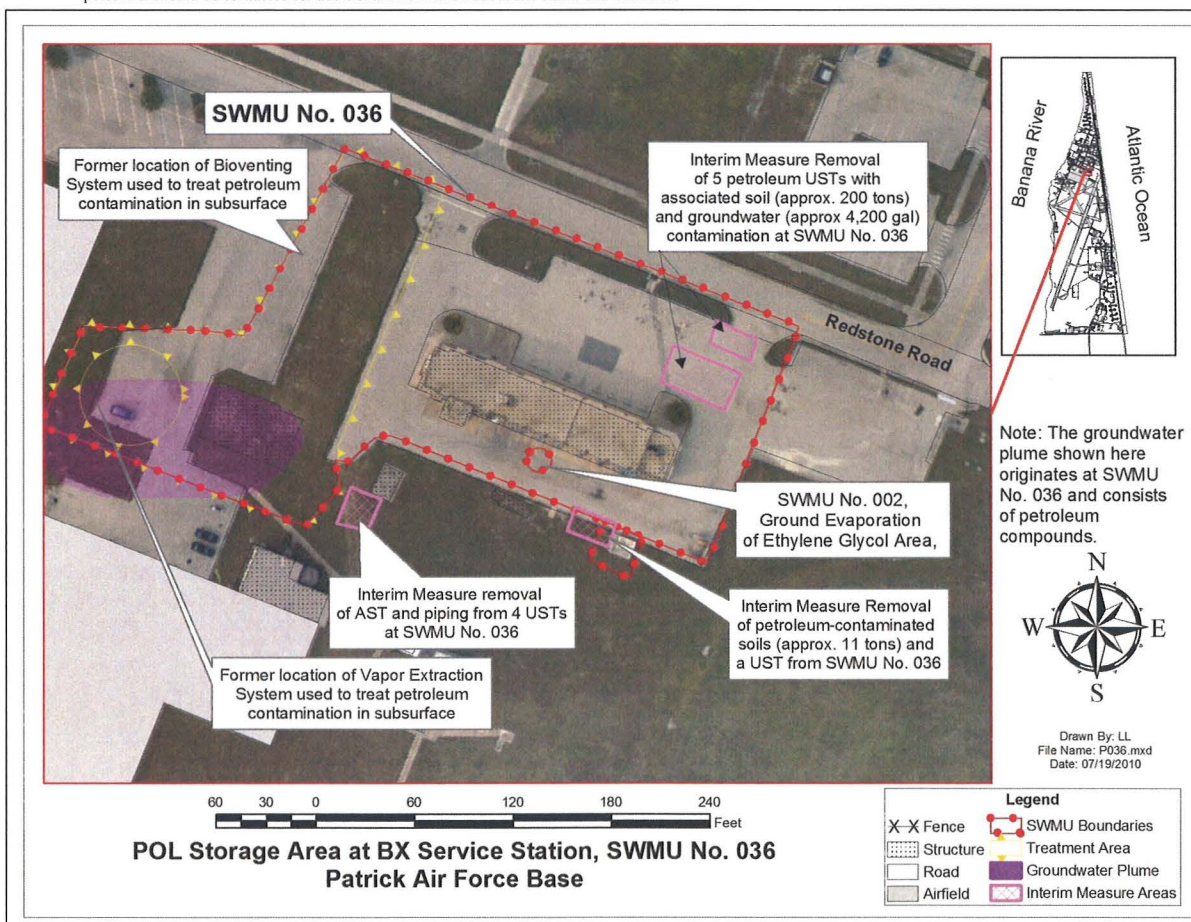 SWMU No. 036
Former location of Bioventing
System used to treat petroleum
contamination in subsurface
Interim Measure Removal
of 5 petroleum USTs with
associated soil (approx. 200 tons)
and groundwater (approx 4,200 gal)
contamination at SWMU No. 036
Redstone Road
Banana River
Atlantic Ocean
Note: The groundwater
plume shown here
originates at SWMU
No. 036 and consists
of petroleum
compounds.
SWMU No. 002,
Ground Evaporation
of Ethylene Glycol Area,
Interim Measure removal
of AST and piping from 4 USTs
at SWMU No. 036
Interim Measure Removal
of petroleum-contaminated
soils (approx. 11 tons) and
a UST from SWMU No. 036
Former location of Vapor Extraction
System used to treat petroleum
contamination in subsurface
N
W E
S
Drawn By: LL
File Name: P036.mxd
Date: 07/19/2010
60 30 0 60 120 180 240
Feet
POL Storage Area at BX Service Station, SWMU No. 036
Patrick Air Force Base
Legend
Fence SWMU Boundaries
Structure Treatment Area
Road Groundwater Plume
Airfield Interim Measure Areas